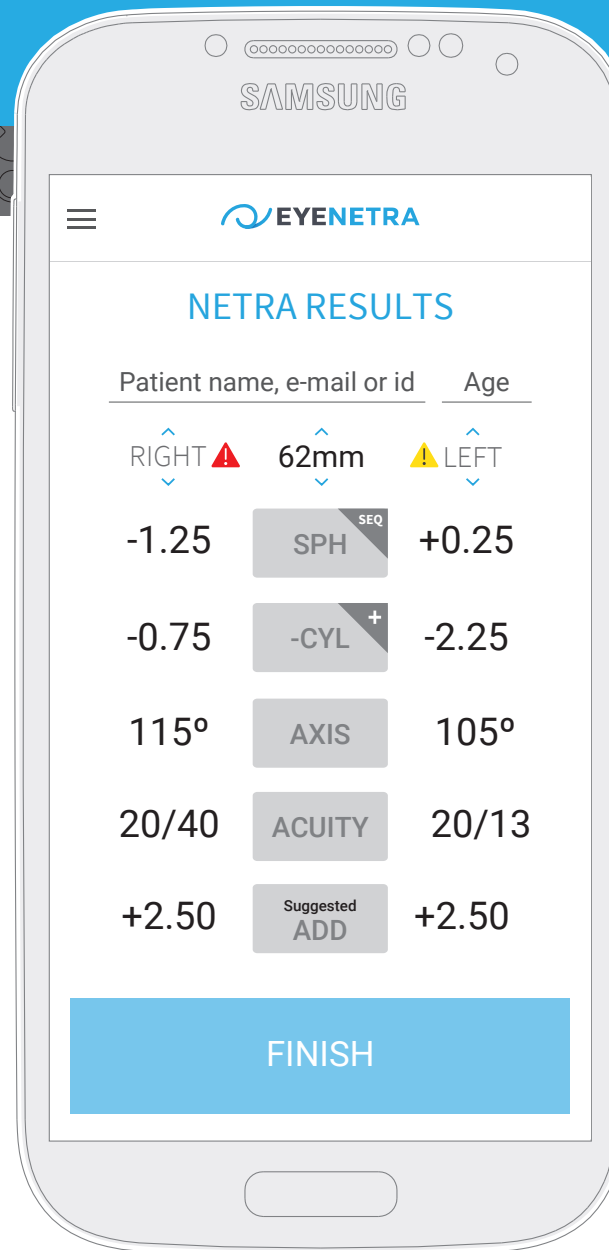 SAMSUNG
EYENETRA
NETRA RESULTS
Patient name, e-mail or id Age
RIGHT 62mm LEFT
-1.25 SPH SEQ +0.25
-0.75 -CYL + -2.25
115º AXIS 105º
20/40 ACUITY 20/13
+2.50 Suggested ADD +2.50
FINISH